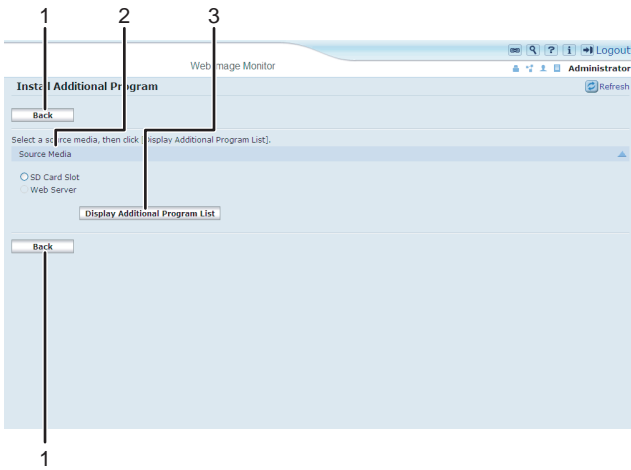 1 2 3
Logout
Web Image Monitor
Administrator
Install Additional Program
Refresh
Back
Select a source media, then click [Display Additional Program List].
Source Media
SD Card Slot
Web Server
Display Additional Program List
Back
1